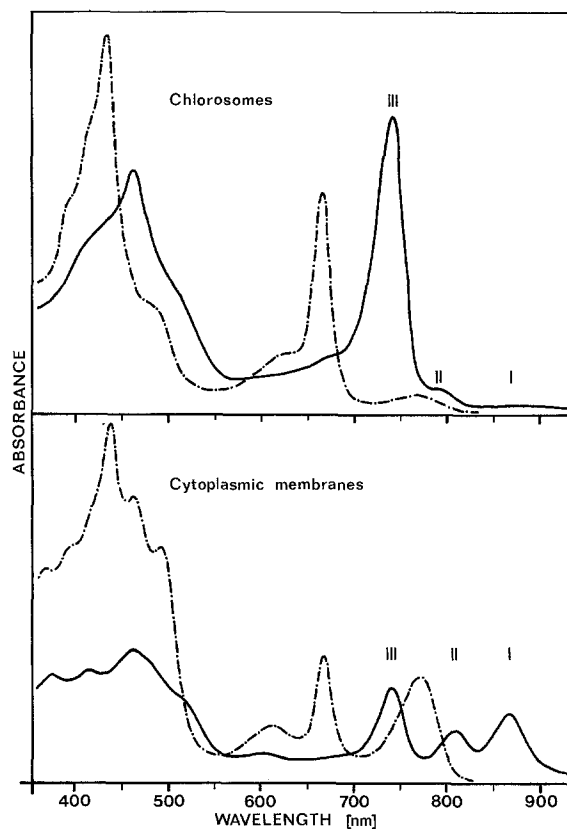 Chlorosomes
III
II
I
ABSORBANCE
Cytoplasmic membranes
III
II
I
400
500
600
700
800
900
WAVELENGTH [nm]